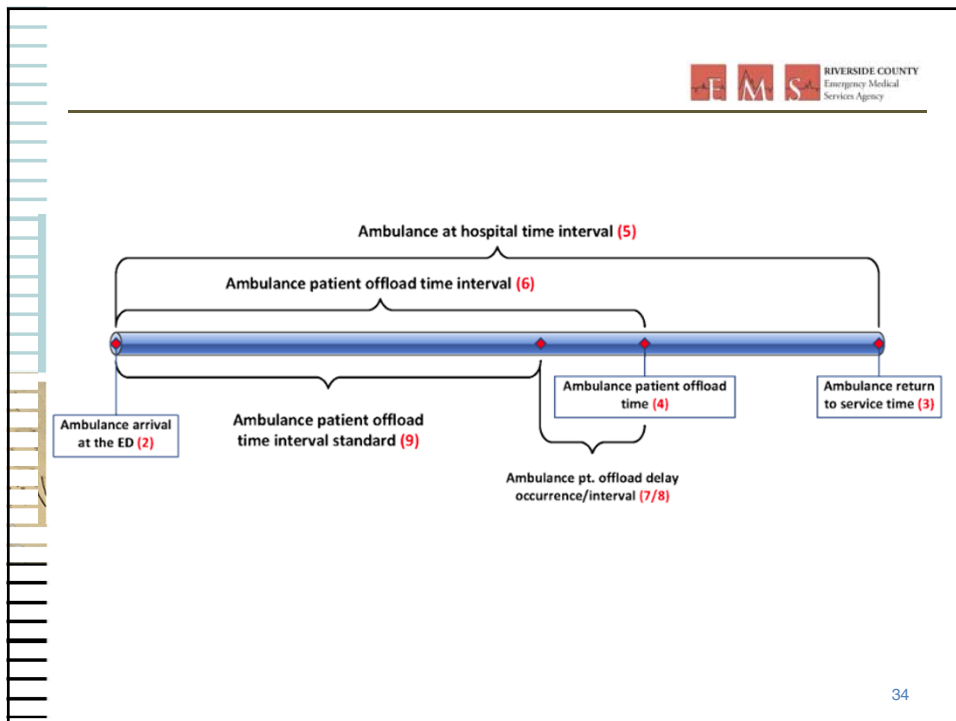 E M S
RIVERSIDE COUNTY
Emergency Medical
Services Agency
Ambulance at hospital time interval (5)
Ambulance patient offload time interval (6)
Ambulance arrival
at the ED (2)
Ambulance patient offload
time interval standard (9)
Ambulance patient offload
time (4)
Ambulance return
to service time (3)
Ambulance pt. offload delay
occurrence/interval (7/8)
34